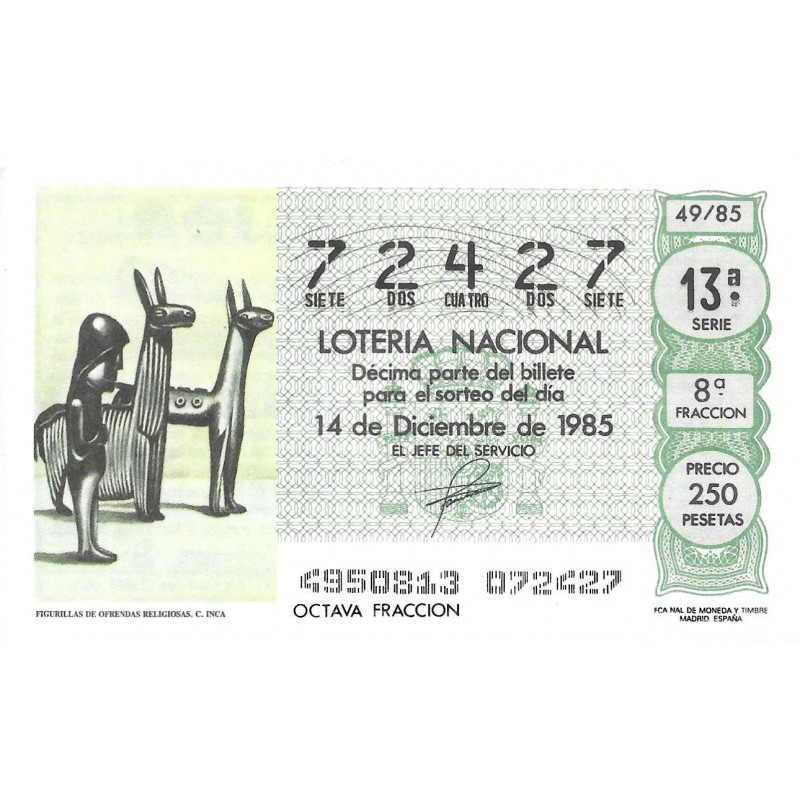 49/85
7 2 4 2 7
SIETE DOS CUATRO DOS SIETE
13ª
SERIE
LOTERIA NACIONAL
Décima parte del billete
para el sorteo del día
14 de Diciembre de 1985
EL JEFE DEL SERVICIO
8ª
FRACCION
PRECIO
250
PESETAS
4950813 072427
OCTAVA FRACCION
FIGURILLAS DE OFRENDAS RELIGIOSAS. C. INCA
FCA NAL DE MONEDA Y TIMBRE
MADRID. ESPAÑA